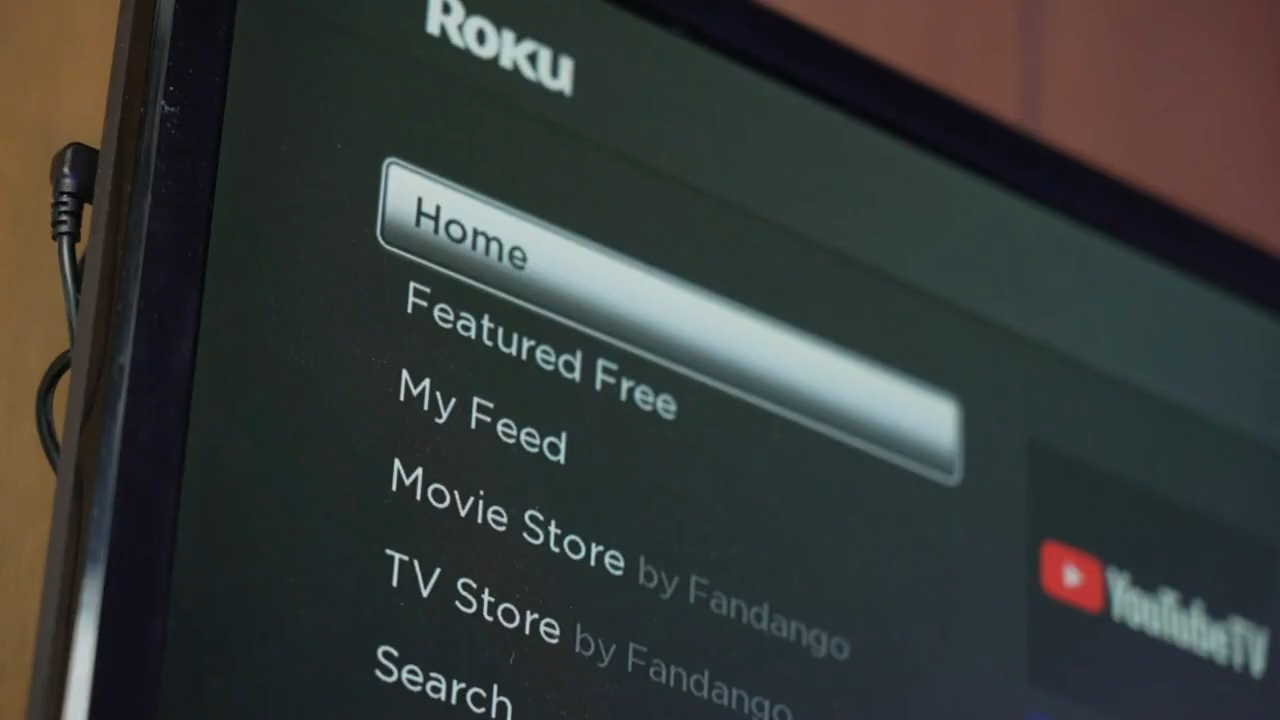 Roku
Home
Featured Free
My Feed
Movie Store by Fandango
TV Store by Fandango
Search
YouTubeTV